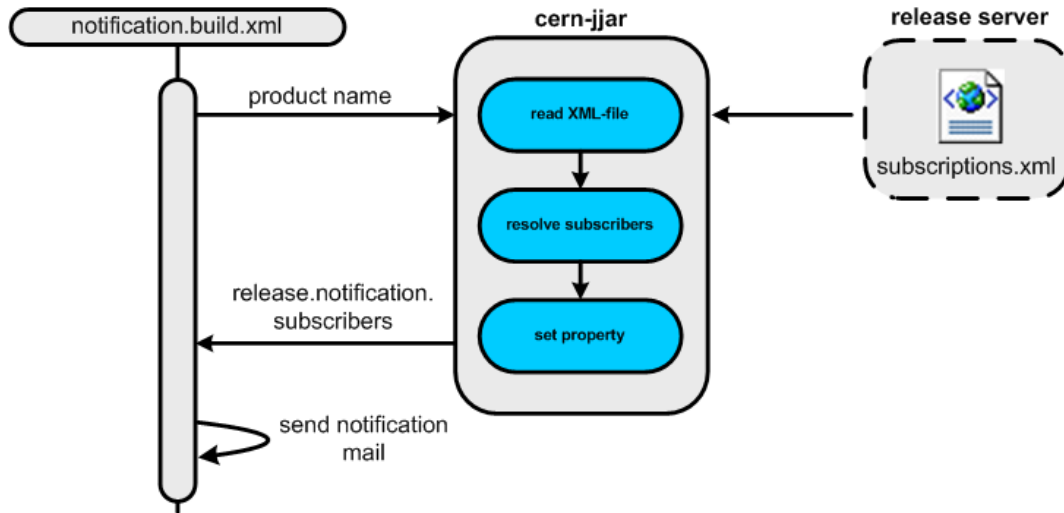 notification.build.xml
cern-jjar
release server
product name
read XML-file
subscriptions.xml
resolve subscribers
release.notification.
subscribers
set property
send notification
mail